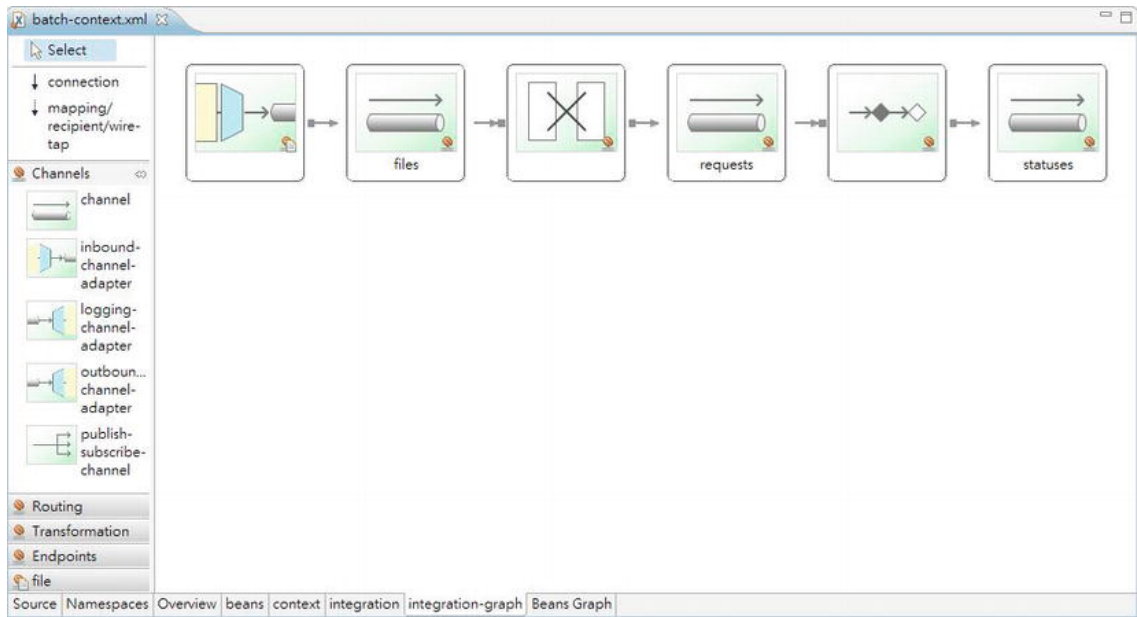 batch-context.xml
Select
connection
mapping/
recipient/wire-
tap
Channels
channel
inbound-
channel-
adapter
logging-
channel-
adapter
outboun...
channel-
adapter
publish-
subscribe-
channel
Routing
Transformation
Endpoints
file
files
requests
statuses
Source Namespaces Overview beans context integration integration-graph Beans Graph